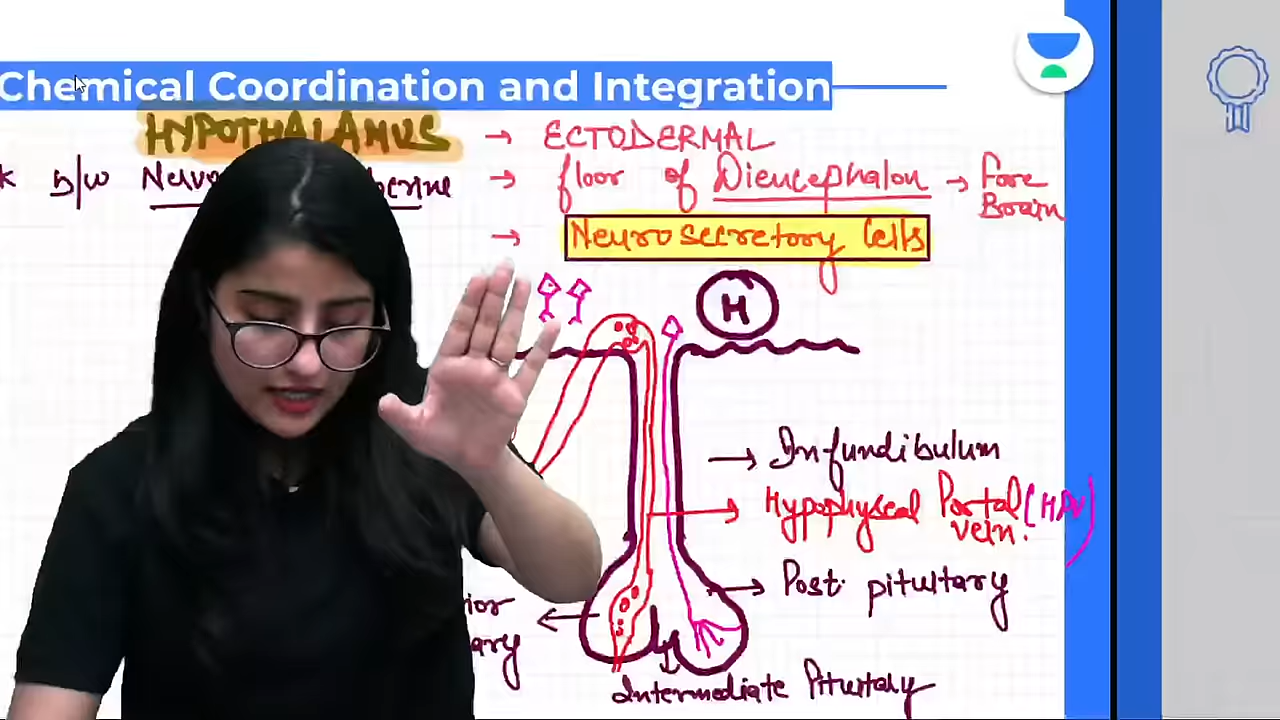 Chemical Coordination and Integration
HYPOTHALAMUS → ECTODERMAL
b/w → floor of Diencephalon → Fore Brain
→ Neurosecretory Cells
H
→ Infundibulum
→ Hypophyseal Portal vein. (HPV)
→ Post. pituitary
Intermediate Pituitary